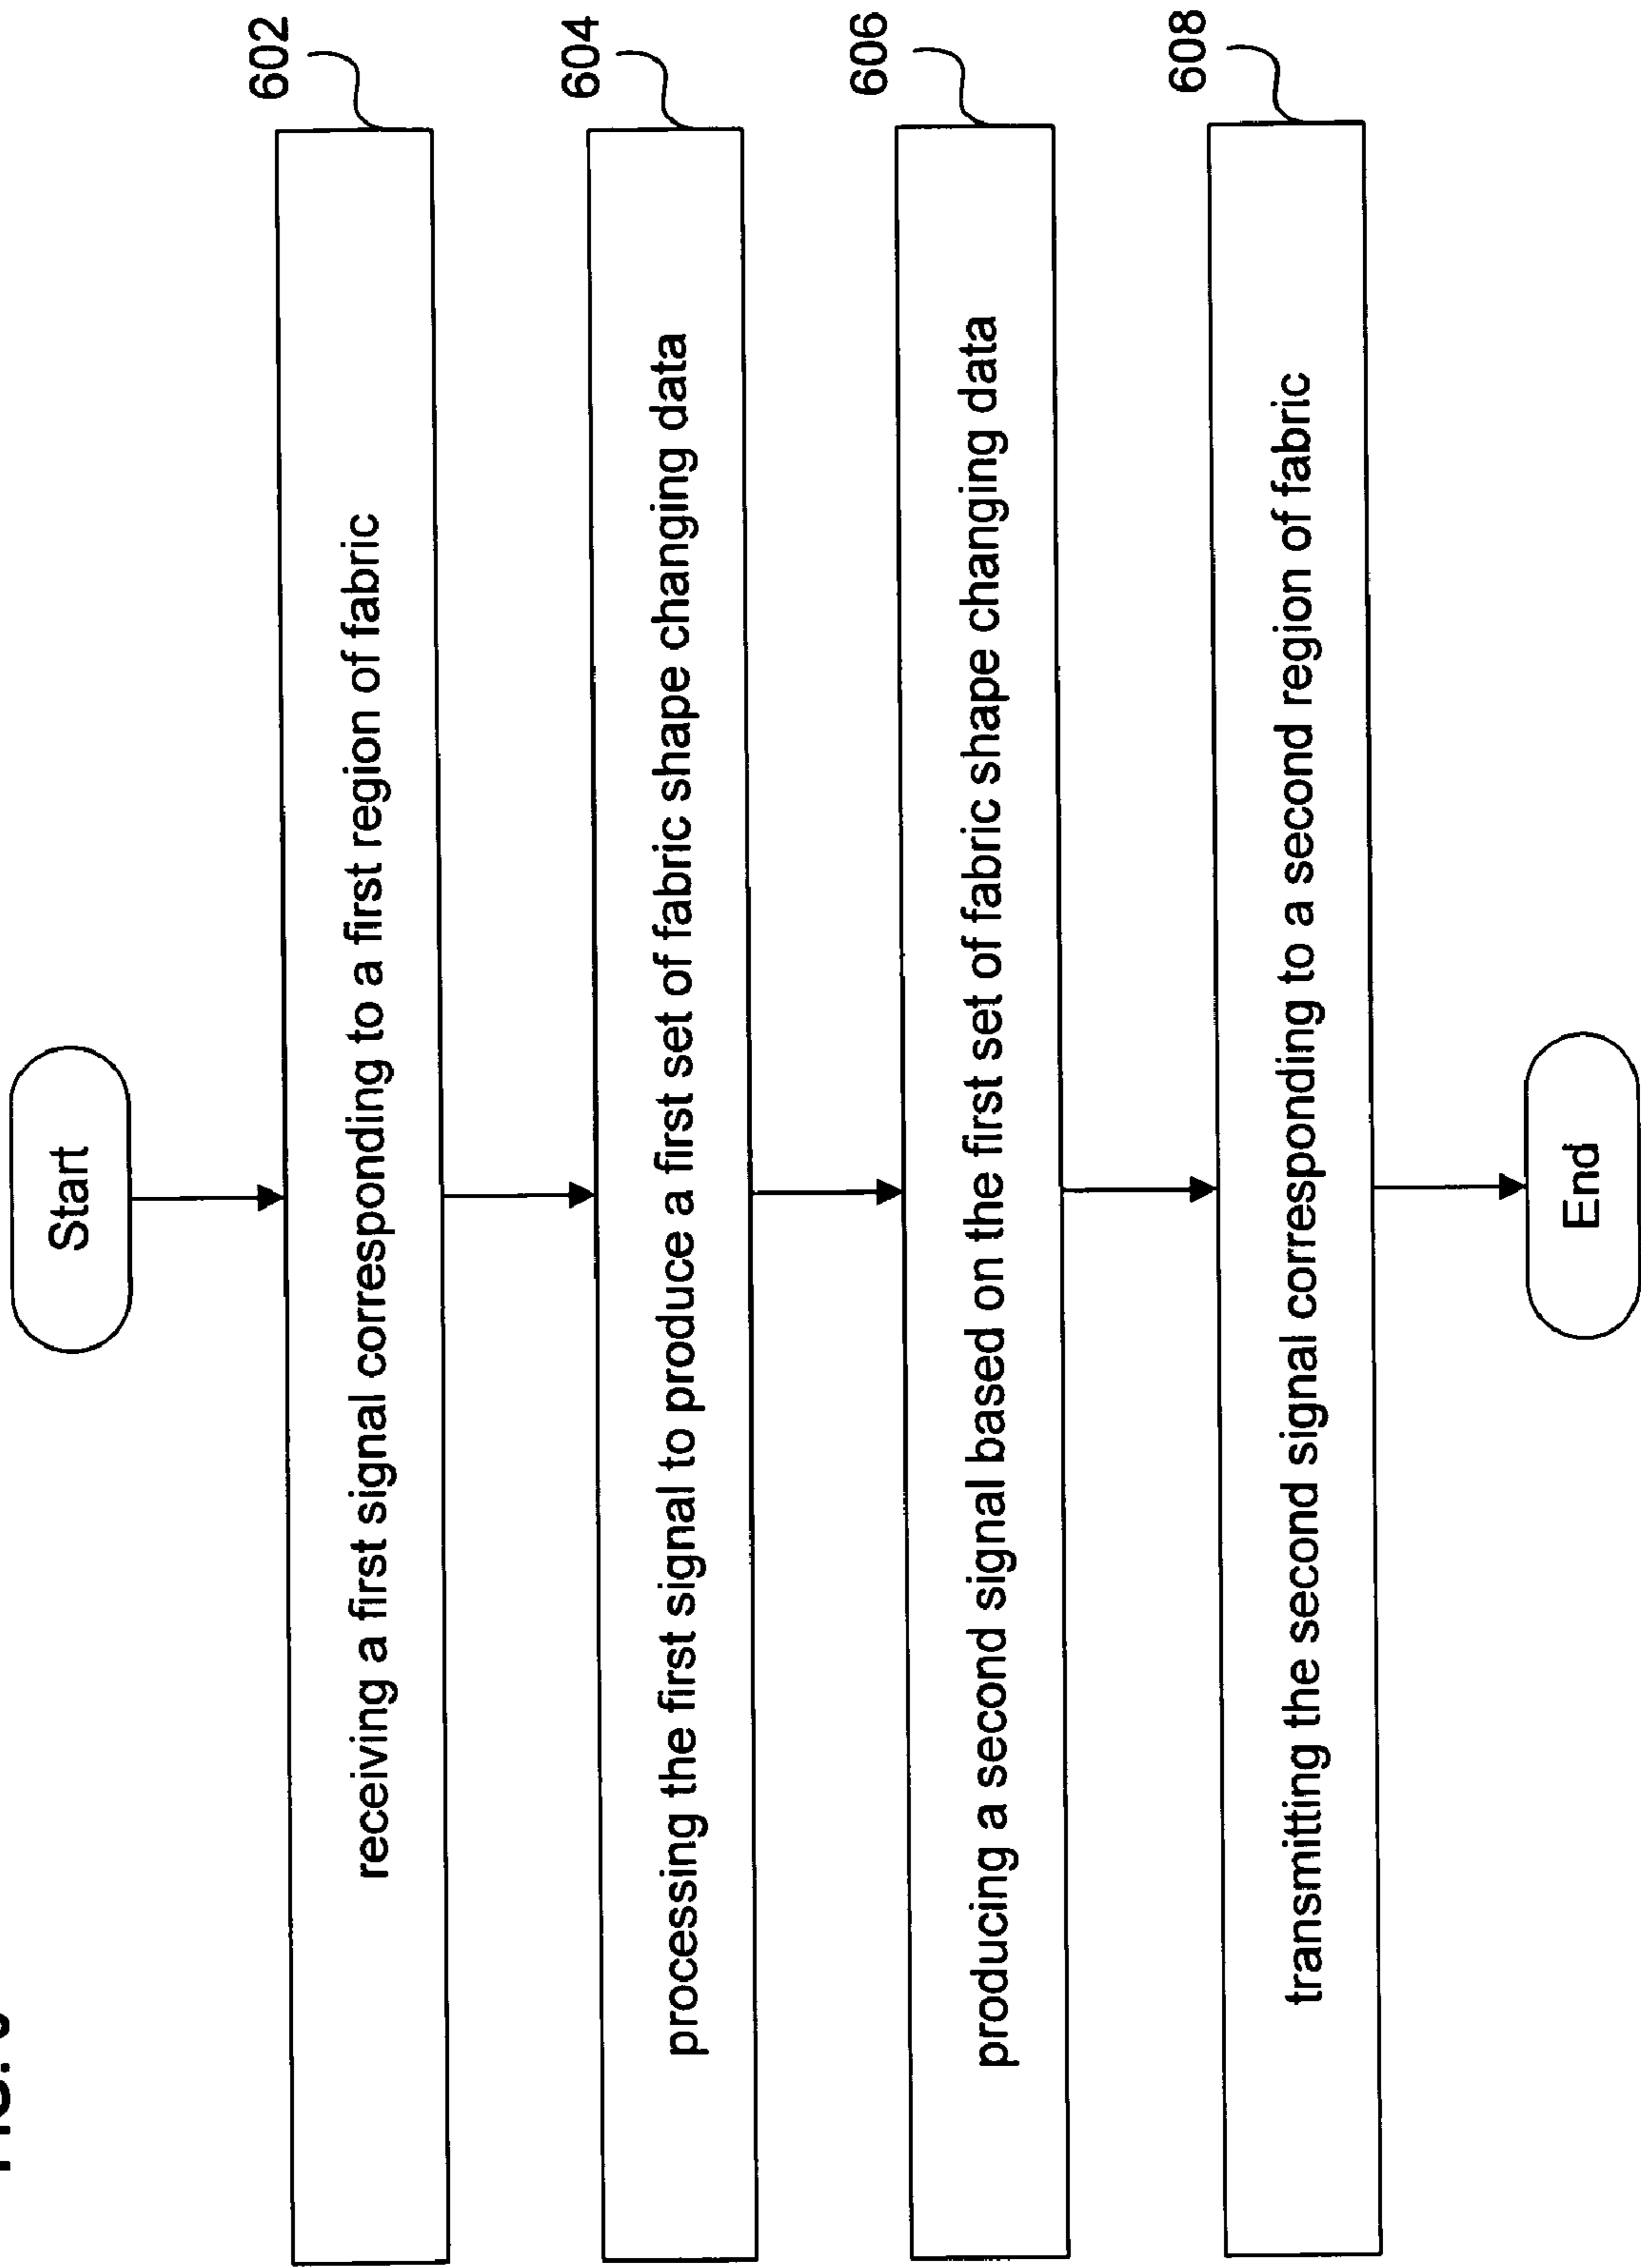 Start
602
receiving a first signal corresponding to a first region of fabric
604
processing the first signal to produce a first set of fabric shape changing data
606
producing a second signal based on the first set of fabric shape changing data
608
transmitting the second signal corresponding to a second region of fabric
End